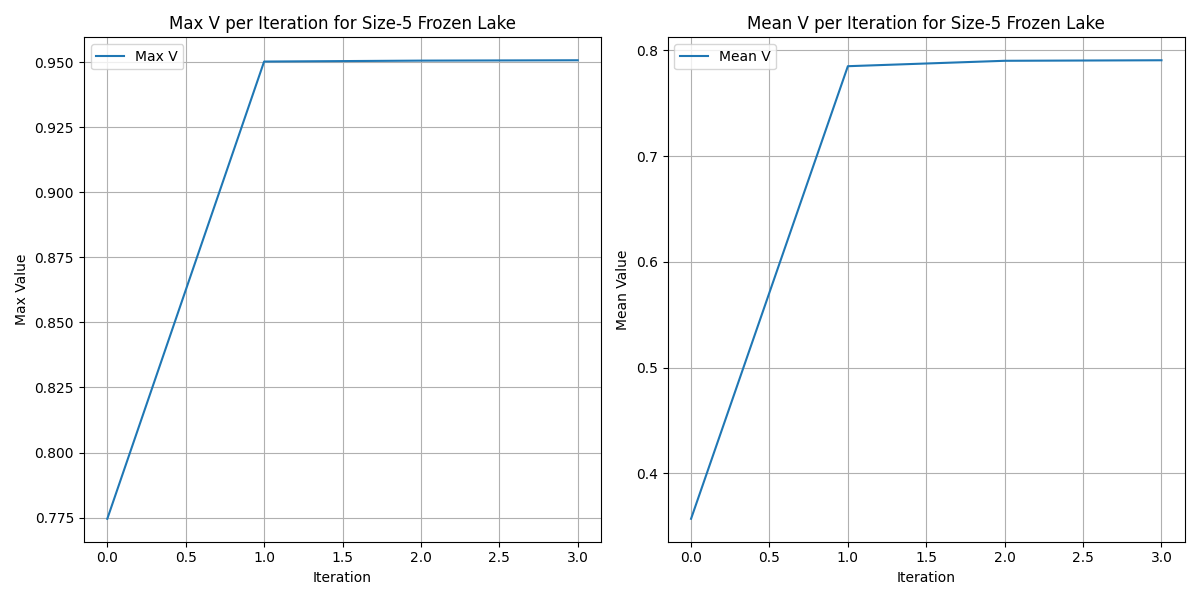 Max V per Iteration for Size-5 Frozen Lake
Max V
0.950
0.925
0.900
0.875
0.850
0.825
0.800
0.775
Max Value
0.0 0.5 1.0 1.5 2.0 2.5 3.0
Iteration
Mean V per Iteration for Size-5 Frozen Lake
Mean V
0.8
0.7
0.6
0.5
0.4
Mean Value
0.0 0.5 1.0 1.5 2.0 2.5 3.0
Iteration